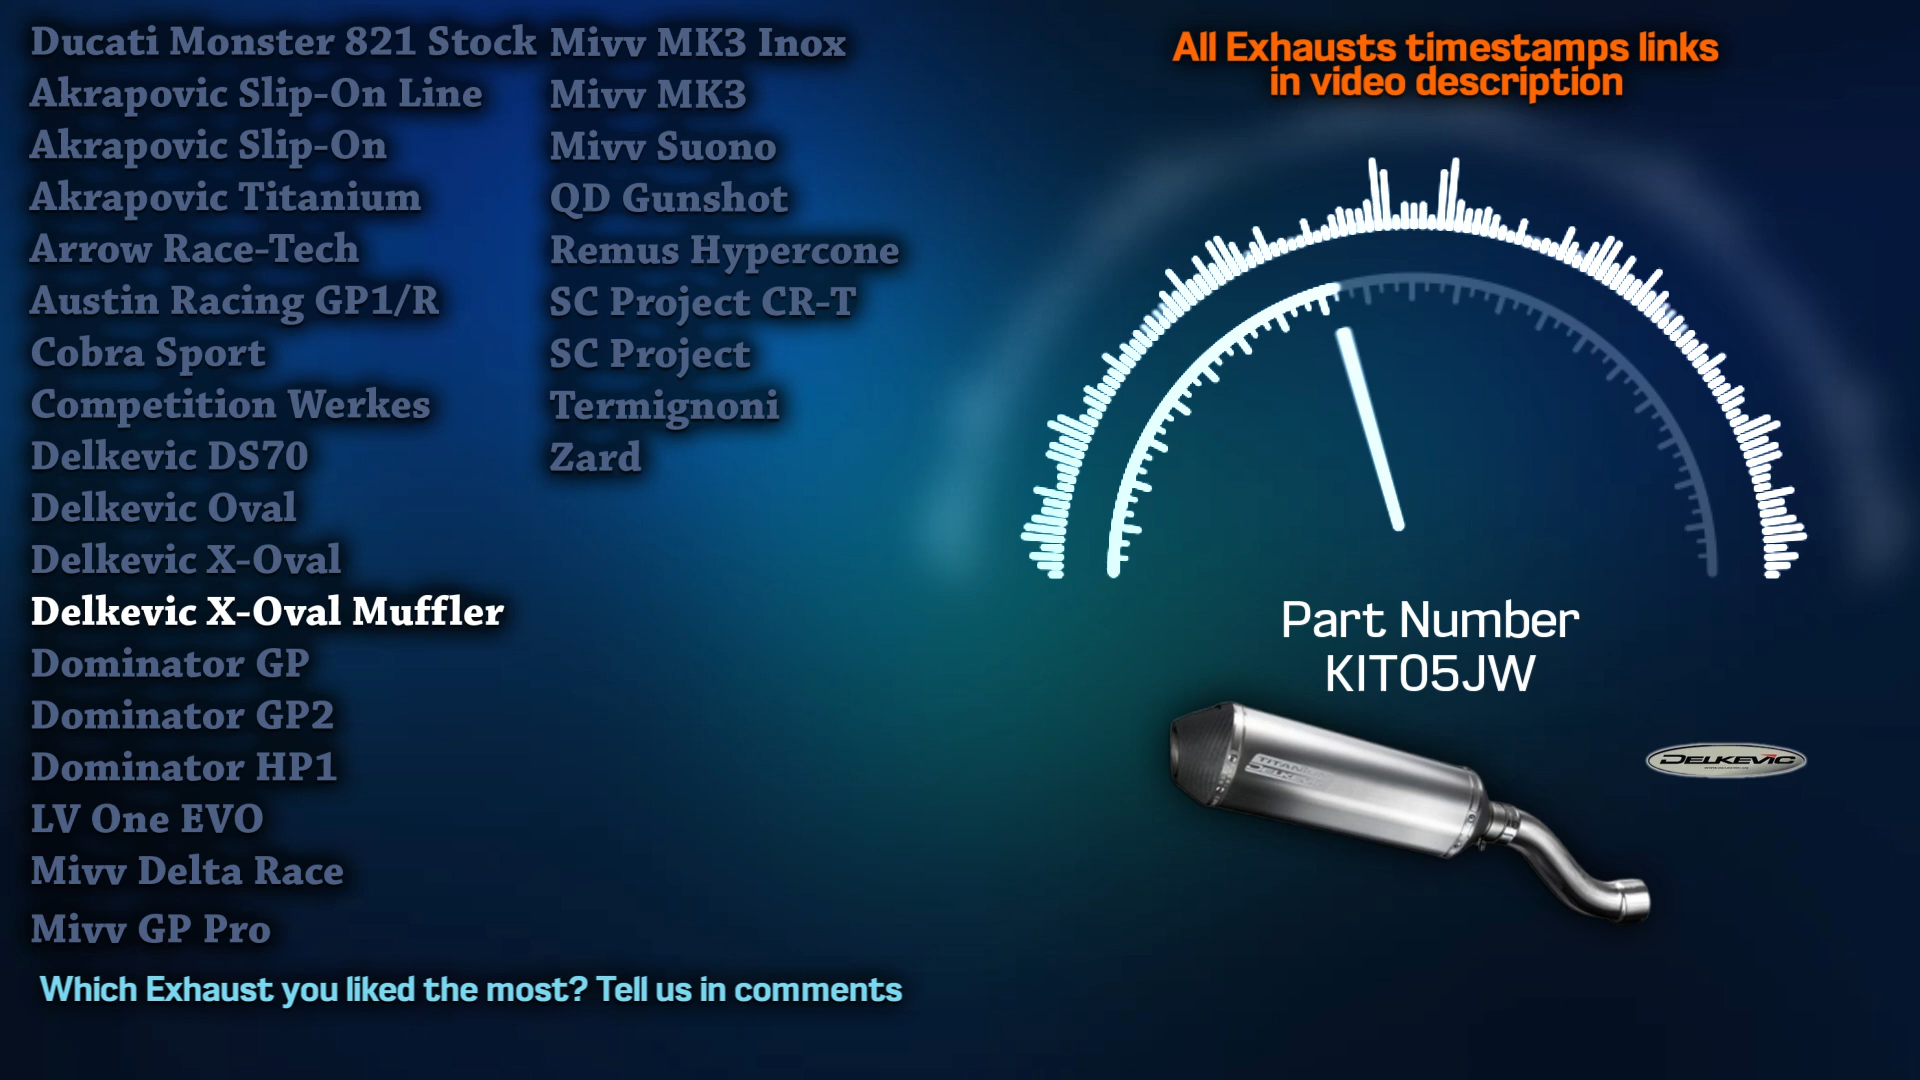 Ducati Monster 821 Stock
Akrapovic Slip-On Line
Akrapovic Slip-On
Akrapovic Titanium
Arrow Race-Tech
Austin Racing GP1/R
Cobra Sport
Competition Werkes
Delkevic DS70
Delkevic Oval
Delkevic X-Oval
Delkevic X-Oval Muffler
Dominator GP
Dominator GP2
Dominator HP1
LV One EVO
Mivv Delta Race
Mivv GP Pro
Mivv MK3 Inox
Mivv MK3
Mivv Suono
QD Gunshot
Remus Hypercone
SC Project CR-T
SC Project
Termignoni
Zard
Which Exhaust you liked the most? Tell us in comments
All Exhausts timestamps links
in video description
Part Number
KIT05JW
TITANIUM
DELKEVIC
DELKEVIC